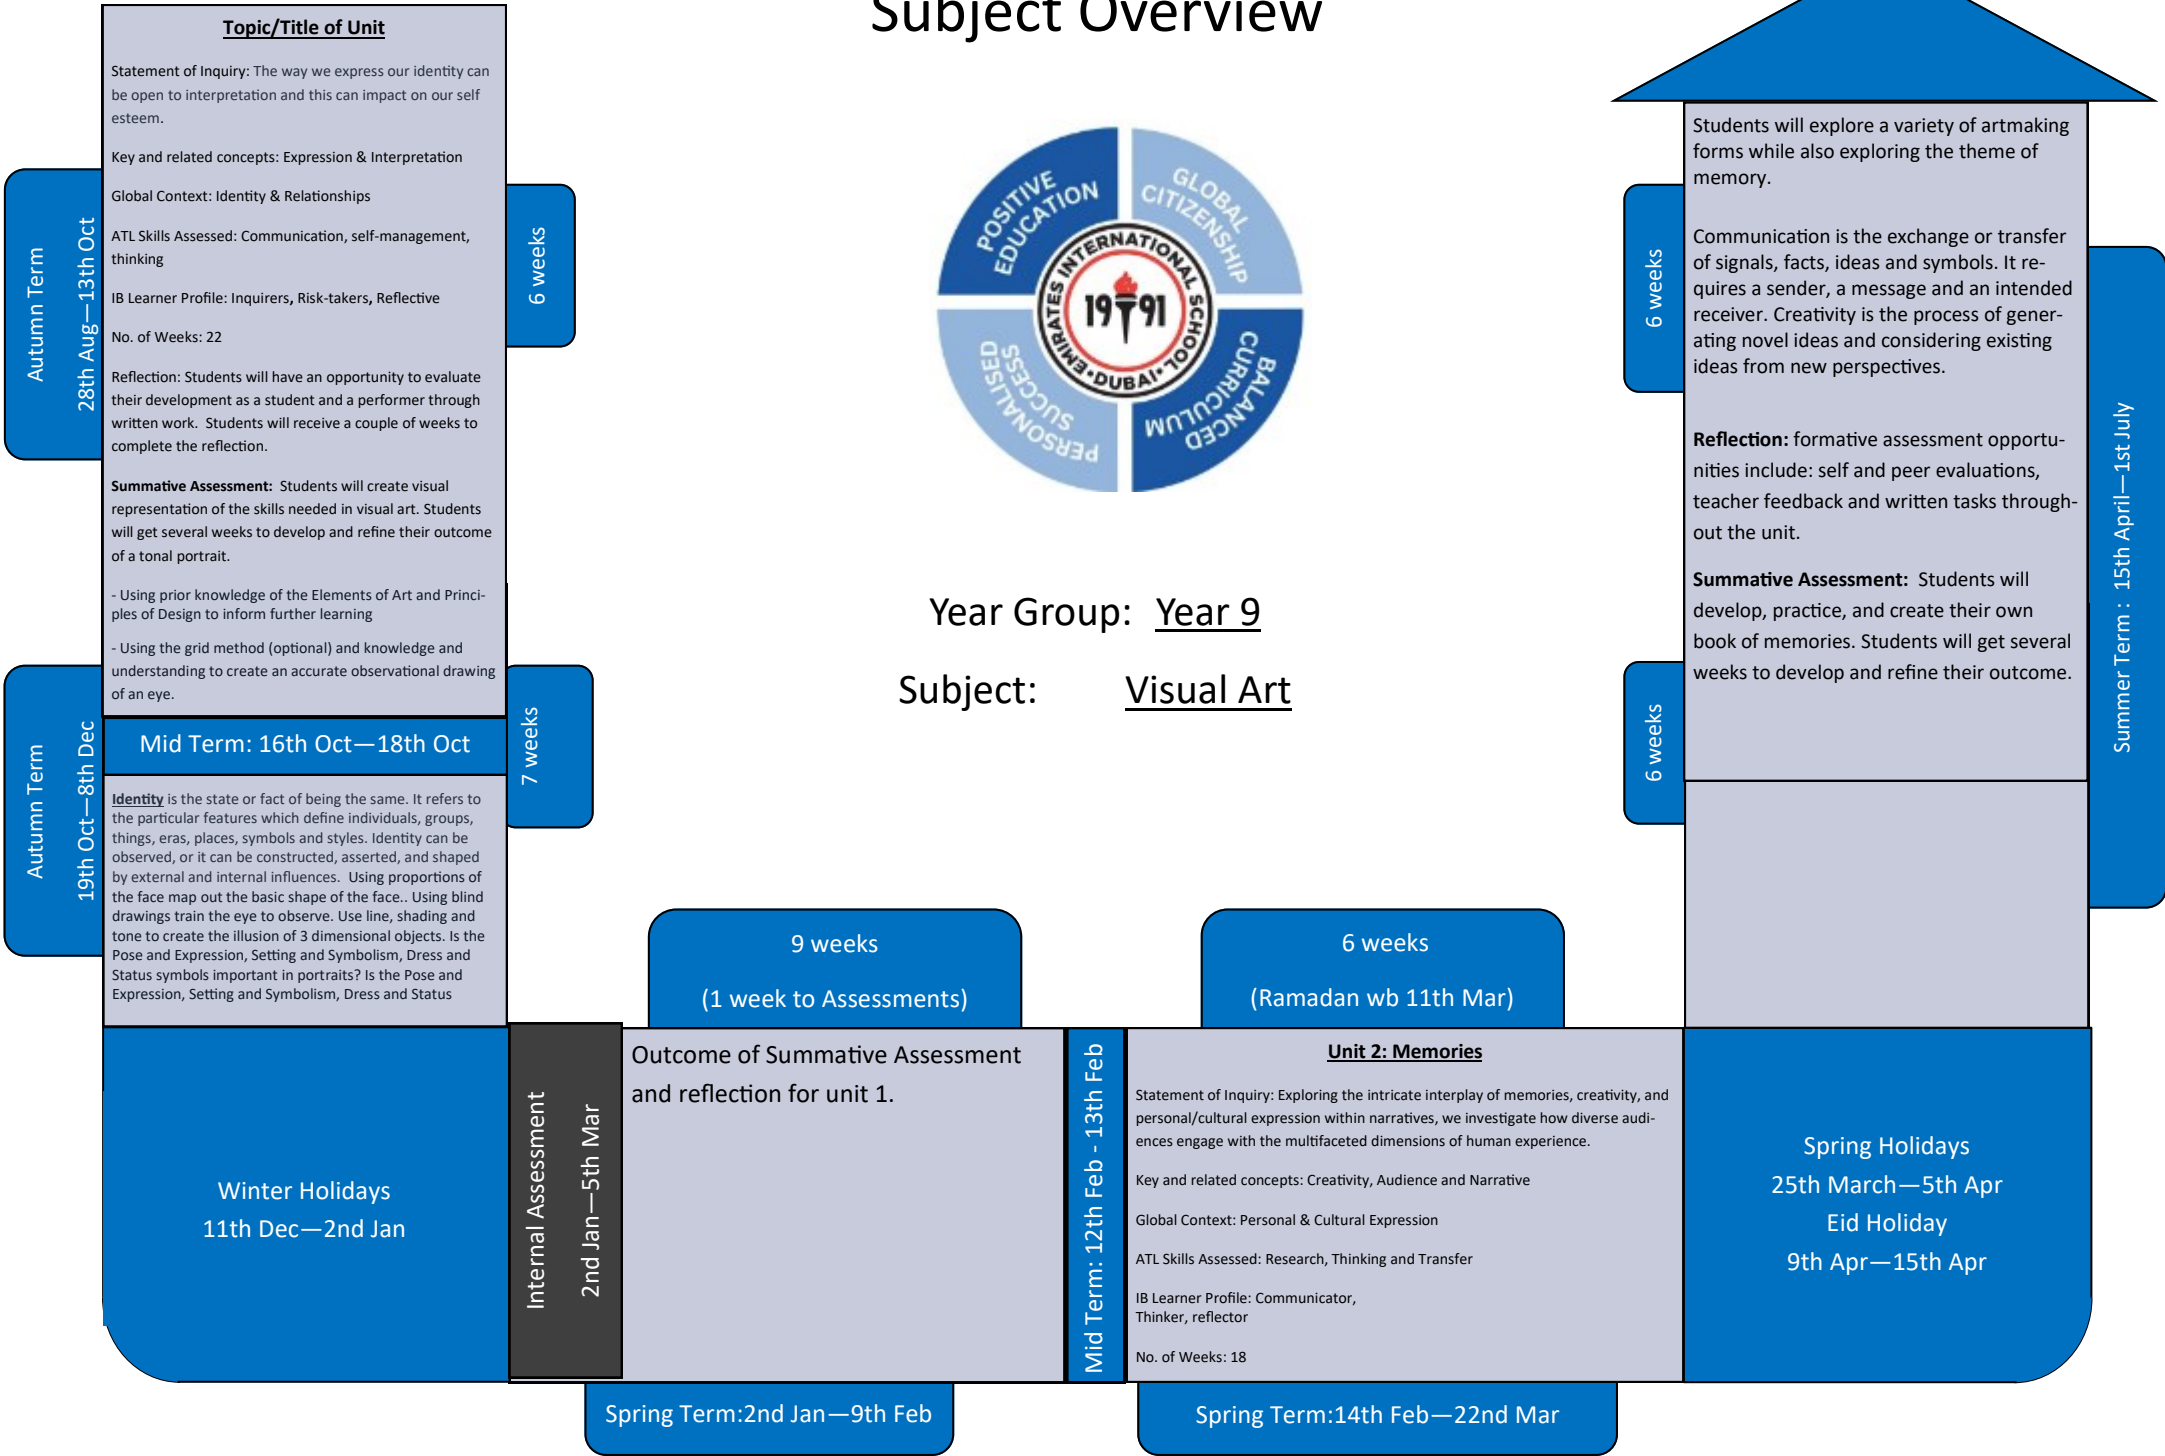 Subject Overview
Topic/Title of Unit
Statement of Inquiry: The way we express our identity can
be open to interpretation and this can impact on our self
esteem.
Key and related concepts: Expression & Interpretation
Global Context: Identity & Relationships
ATL Skills Assessed: Communication, self-management,
thinking
IB Learner Profile: Inquirers, Risk-takers, Reflective
No. of Weeks: 22
Reflection: Students will have an opportunity to evaluate
their development as a student and a performer through
written work. Students will receive a couple of weeks to
complete the reflection.
Summative Assessment: Students will create visual
representation of the skills needed in visual art. Students
will get several weeks to develop and refine their outcome
of a tonal portrait.
- Using prior knowledge of the Elements of Art and Princi-
ples of Design to inform further learning
- Using the grid method (optional) and knowledge and
understanding to create an accurate observational drawing
of an eye.
Autumn Term
28th Aug—13th Oct
6 weeks
Mid Term: 16th Oct—18th Oct
Autumn Term
19th Oct—8th Dec
7 weeks
Identity is the state or fact of being the same. It refers to
the particular features which define individuals, groups,
things, eras, places, symbols and styles. Identity can be
observed, or it can be constructed, asserted, and shaped
by external and internal influences. Using proportions of
the face map out the basic shape of the face.. Using blind
drawings train the eye to observe. Use line, shading and
tone to create the illusion of 3 dimensional objects. Is the
Pose and Expression, Setting and Symbolism, Dress and
Status symbols important in portraits? Is the Pose and
Expression, Setting and Symbolism, Dress and Status
Winter Holidays
11th Dec—2nd Jan
Internal Assessment
2nd Jan—5th Mar
9 weeks
(1 week to Assessments)
Outcome of Summative Assessment
and reflection for unit 1.
Spring Term:2nd Jan—9th Feb
Mid Term: 12th Feb - 13th Feb
6 weeks
(Ramadan wb 11th Mar)
Unit 2: Memories
Statement of Inquiry: Exploring the intricate interplay of memories, creativity, and
personal/cultural expression within narratives, we investigate how diverse audi-
ences engage with the multifaceted dimensions of human experience.
Key and related concepts: Creativity, Audience and Narrative
Global Context: Personal & Cultural Expression
ATL Skills Assessed: Research, Thinking and Transfer
IB Learner Profile: Communicator,
Thinker, reflector
No. of Weeks: 18
Spring Term:14th Feb—22nd Mar
Spring Holidays
25th March—5th Apr
Eid Holiday
9th Apr—15th Apr
Students will explore a variety of artmaking
forms while also exploring the theme of
memory.
Communication is the exchange or transfer
of signals, facts, ideas and symbols. It re-
quires a sender, a message and an intended
receiver. Creativity is the process of gener-
ating novel ideas and considering existing
ideas from new perspectives.
Reflection: formative assessment opportu-
nities include: self and peer evaluations,
teacher feedback and written tasks through-
out the unit.
Summative Assessment: Students will
develop, practice, and create their own
book of memories. Students will get several
weeks to develop and refine their outcome.
6 weeks
6 weeks
Summer Term : 15th April—1st July
POSITIVE
EDUCATION
GLOBAL
CITIZENSHIP
PERSONALISED
SUCCESS
BALANCED
CURRICULUM
EMIRATES INTERNATIONAL SCHOOL
•DUBAI•
1991
Year Group: Year 9
Subject: Visual Art